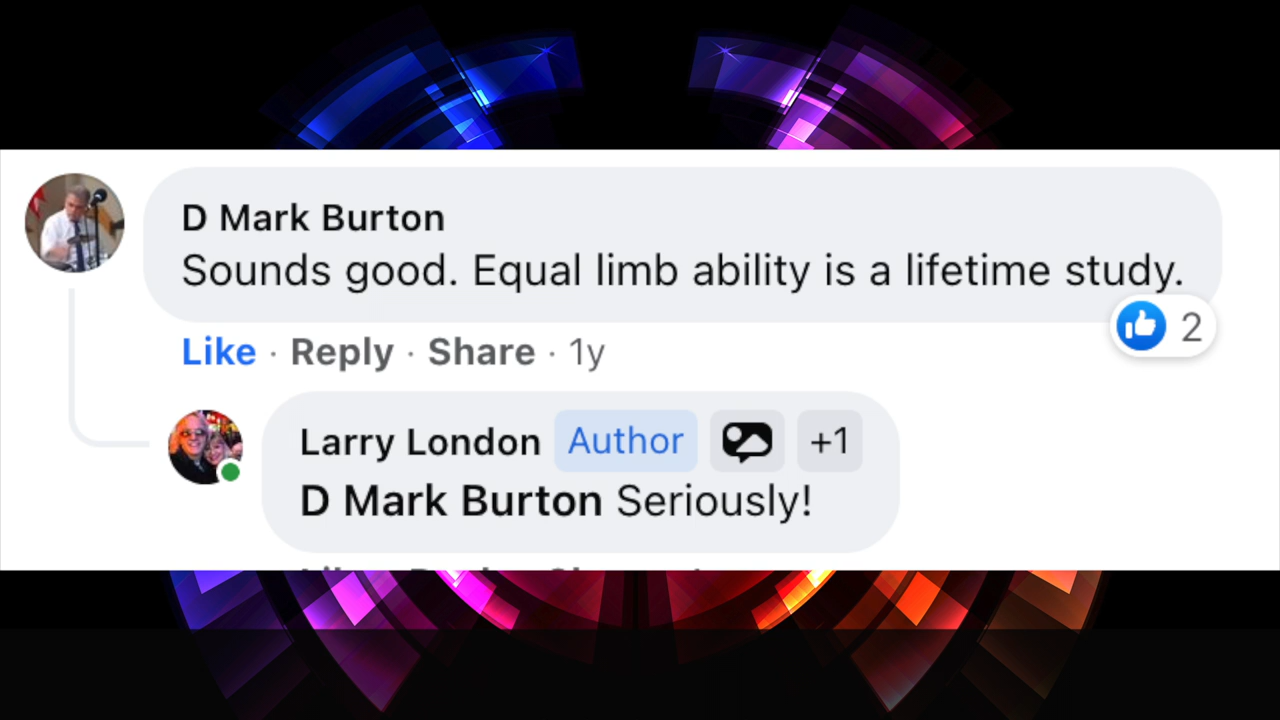 D Mark Burton
Sounds good. Equal limb ability is a lifetime study.
2
Like · Reply · Share · 1y
Larry London Author +1
D Mark Burton Seriously!